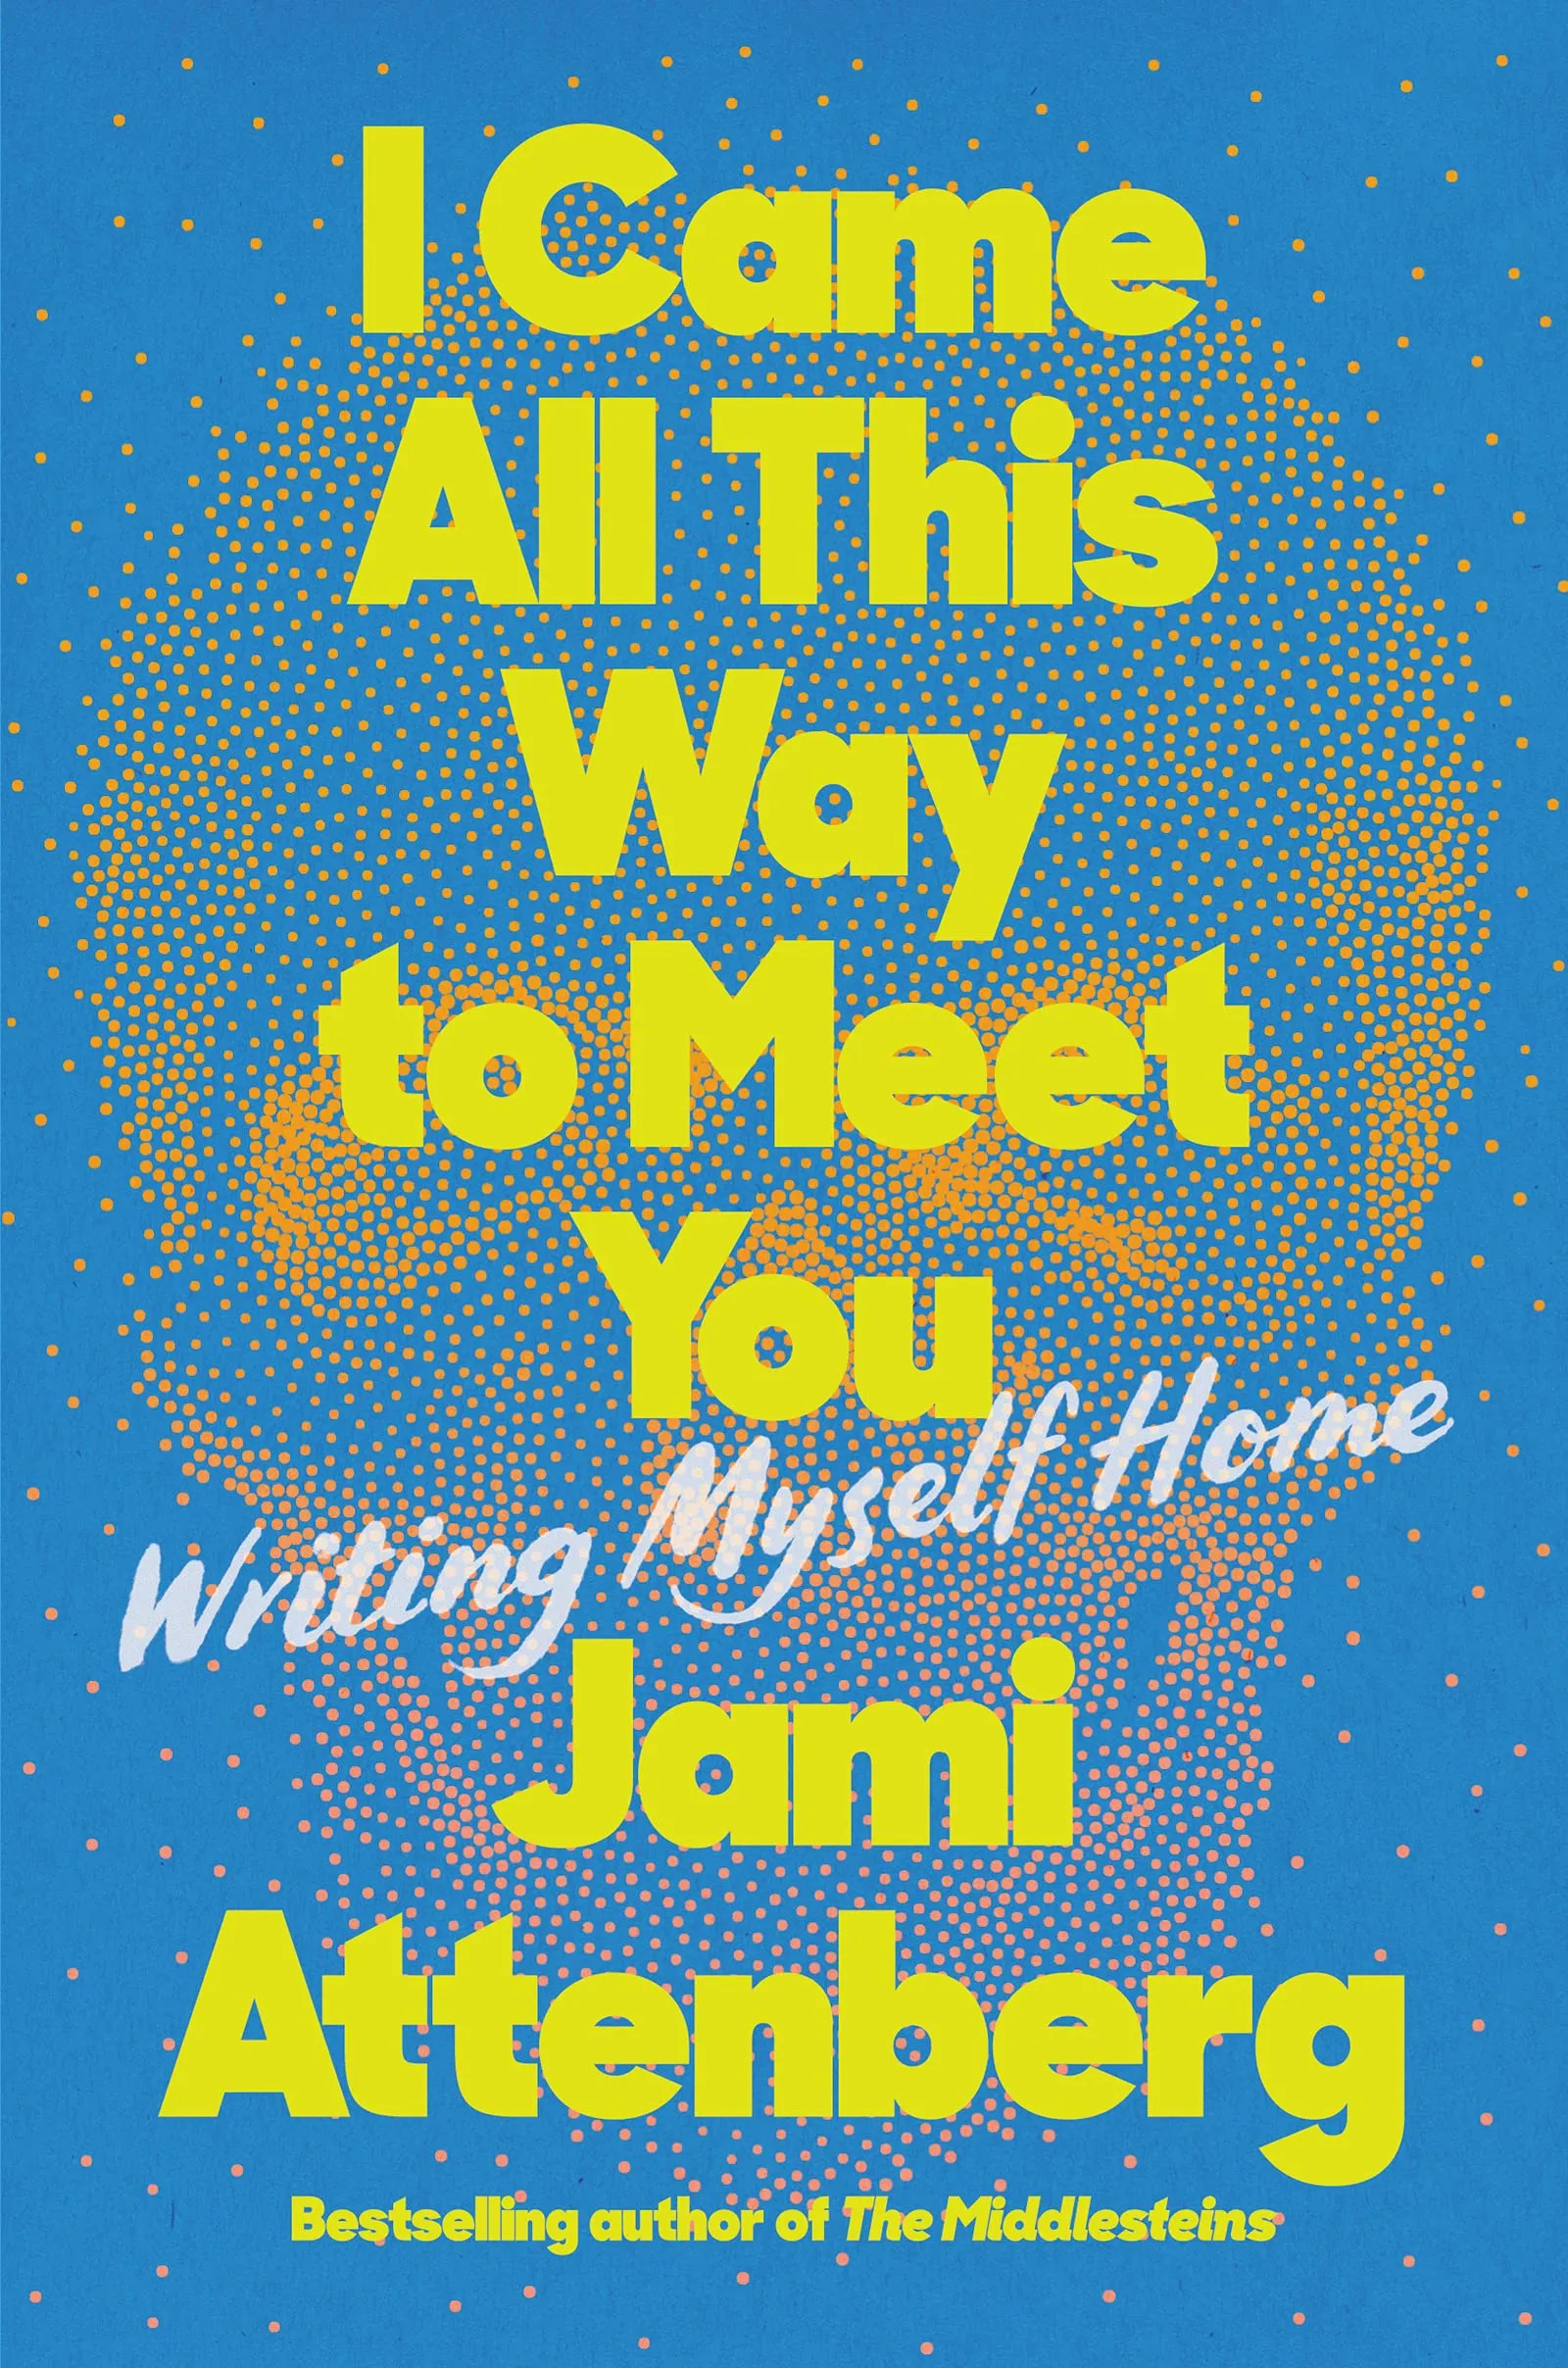 I Came
All This
Way
to Meet
You
Writing Myself Home
Jami
Attenberg
Bestselling author of The Middlesteins